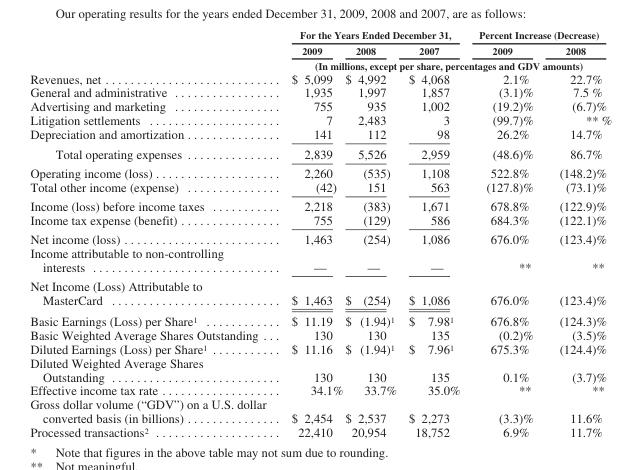 Our operating results for the years ended December 31, 2009, 2008 and 2007, are as follows:
For the Years Ended December 31, Percent Increase (Decrease)
2009 2008 2007 2009 2008
(In millions, except per share, percentages and GDV amounts)
Revenues, net ............................ $ 5,099 $ 4,992 $ 4,068 2.1% 22.7%
General and administrative ................. 1,935 1,997 1,857 (3.1)% 7.5 %
Advertising and marketing ................. 755 935 1,002 (19.2)% (6.7)%
Litigation settlements ..................... 7 2,483 3 (99.7)% ** %
Depreciation and amortization ............... 141 112 98 26.2% 14.7%
Total operating expenses ............... 2,839 5,526 2,959 (48.6)% 86.7%
Operating income (loss) .................... 2,260 (535) 1,108 522.8% (148.2)%
Total other income (expense) ................ (42) 151 563 (127.8)% (73.1)%
Income (loss) before income taxes ........... 2,218 (383) 1,671 678.8% (122.9)%
Income tax expense (benefit) ................ 755 (129) 586 684.3% (122.1)%
Net income (loss) ......................... 1,463 (254) 1,086 676.0% (123.4)%
Income attributable to non-controlling
interests .............................. — — — ** **
Net Income (Loss) Attributable to
MasterCard ........................... $ 1,463 $ (254) $ 1,086 676.0% (123.4)%
Basic Earnings (Loss) per Share¹ ............ $ 11.19 $ (1.94)¹ $ 7.98¹ 676.8% (124.3)%
Basic Weighted Average Shares Outstanding ... 130 130 135 (0.2)% (3.5)%
Diluted Earnings (Loss) per Share¹ ........... $ 11.16 $ (1.94)¹ $ 7.96¹ 675.3% (124.4)%
Diluted Weighted Average Shares
Outstanding ........................... 130 130 135 0.1% (3.7)%
Effective income tax rate ................... 34.1% 33.7% 35.0% ** **
Gross dollar volume (“GDV”) on a U.S. dollar
converted basis (in billions) ............... $ 2,454 $ 2,537 $ 2,273 (3.3)% 11.6%
Processed transactions² ..................... 22,410 20,954 18,752 6.9% 11.7%
* Note that figures in the above table may not sum due to rounding.
** Not meaningful.